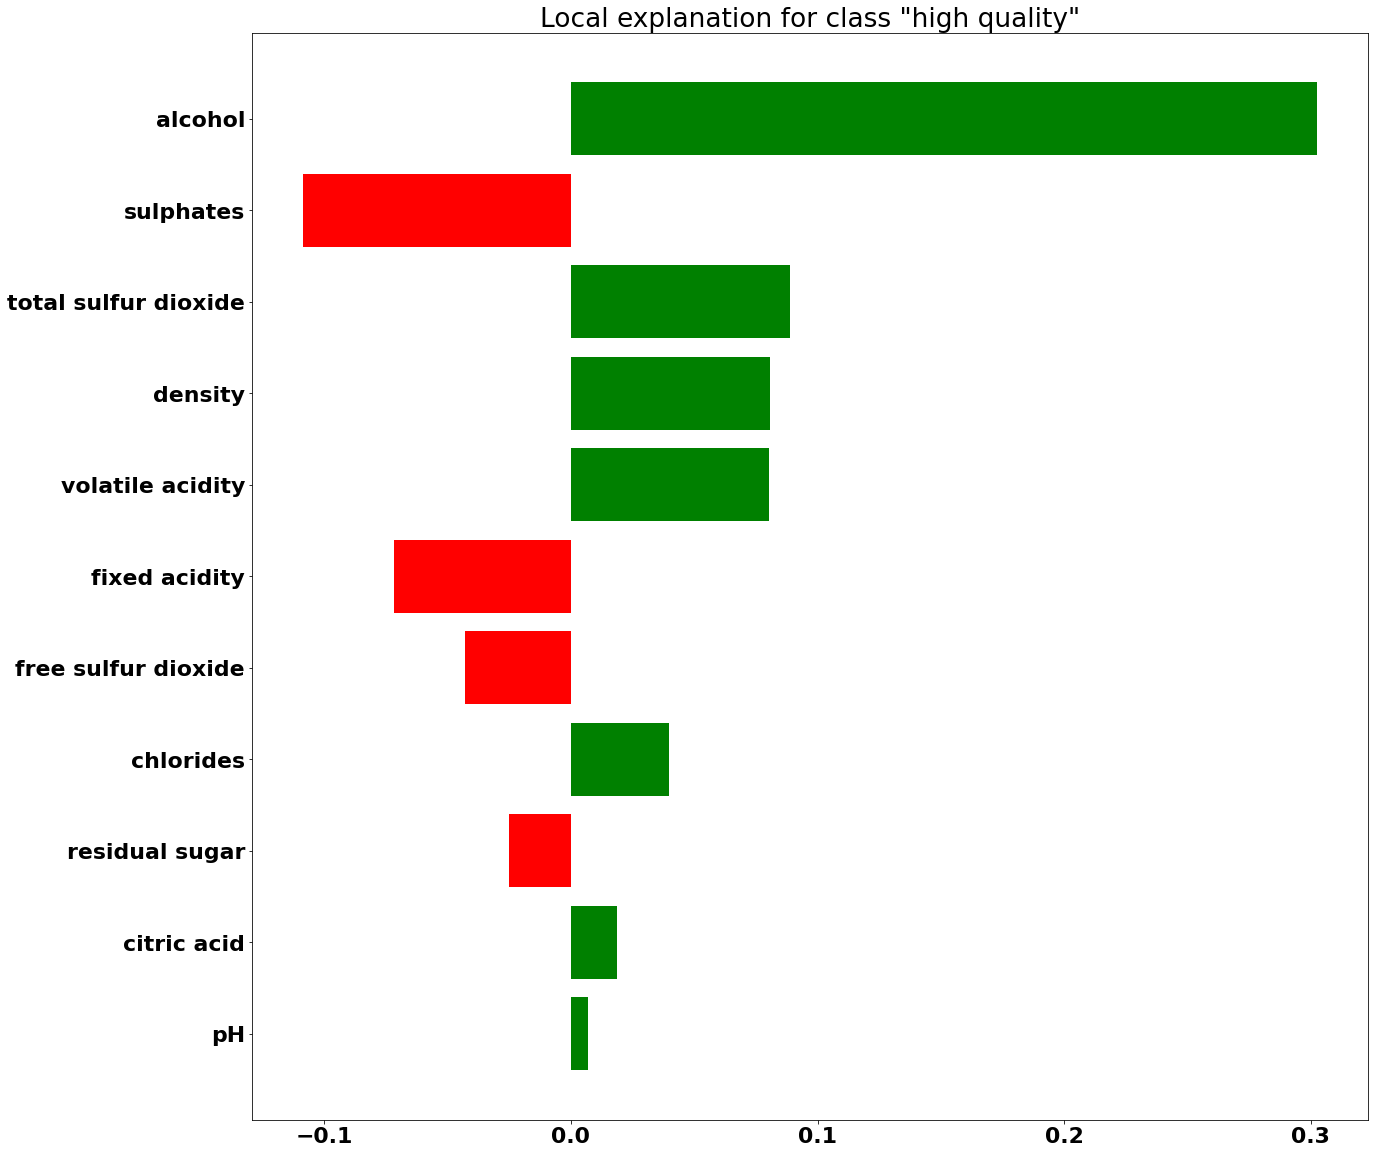 Local explanation for class "high quality"
alcohol
sulphates
total sulfur dioxide
density
volatile acidity
fixed acidity
free sulfur dioxide
chlorides
residual sugar
citric acid
pH
−0.1 0.0 0.1 0.2 0.3